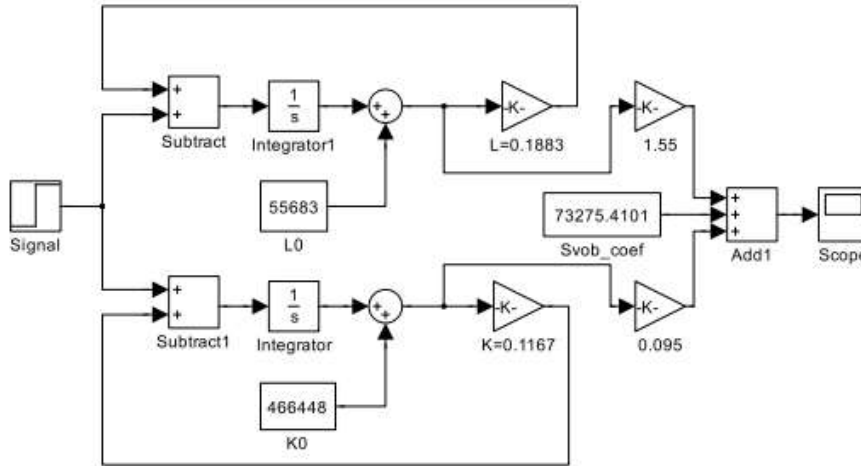 +
+
Subtract
1
s
Integrator1
+
+
-K-
L=0.1883
-K-
1.55
55683
L0
Signal
73275.4101
Svob_coef
+
+
+
Add1
Scope
+
+
Subtract1
1
s
Integrator
+
+
-K-
K=0.1167
-K-
0.095
466448
K0